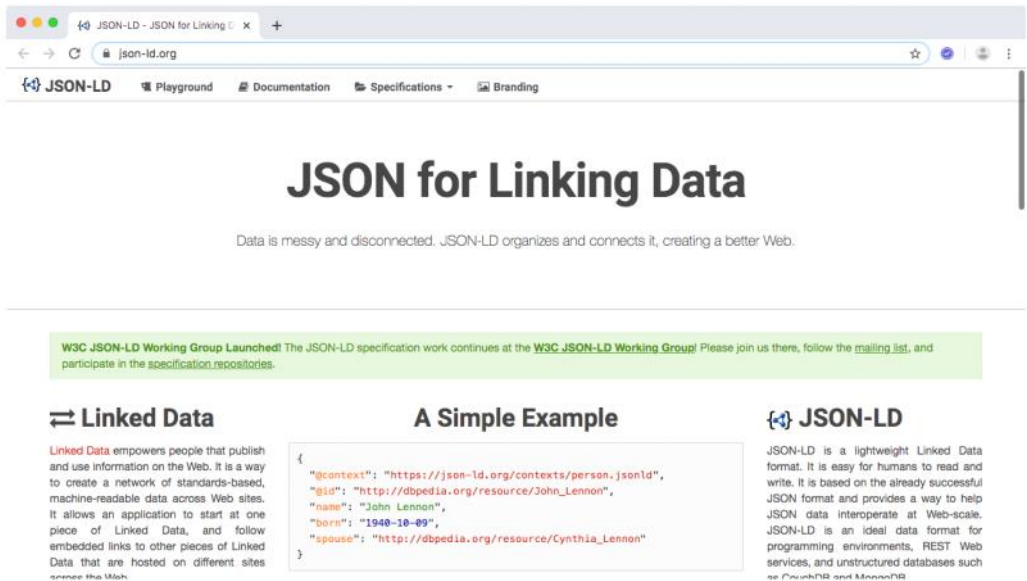 JSON-LD - JSON for Linking D
json-ld.org
JSON-LD Playground Documentation Specifications Branding
JSON for Linking Data
Data is messy and disconnected. JSON-LD organizes and connects it, creating a better Web.
W3C JSON-LD Working Group Launched! The JSON-LD specification work continues at the W3C JSON-LD Working Group! Please join us there, follow the mailing list, and
participate in the specification repositories.
Linked Data
Linked Data empowers people that publish
and use information on the Web. It is a way
to create a network of standards-based,
machine-readable data across Web sites.
It allows an application to start at one
piece of Linked Data, and follow
embedded links to other pieces of Linked
Data that are hosted on different sites
across the Web.
A Simple Example
{
"@context": "https://json-ld.org/contexts/person.jsonld",
"@id": "http://dbpedia.org/resource/John_Lennon",
"name": "John Lennon",
"born": "1940-10-09",
"spouse": "http://dbpedia.org/resource/Cynthia_Lennon"
}
JSON-LD
JSON-LD is a lightweight Linked Data
format. It is easy for humans to read and
write. It is based on the already successful
JSON format and provides a way to help
JSON data interoperate at Web-scale.
JSON-LD is an ideal data format for
programming environments, REST Web
services, and unstructured databases such
as CouchDB and MongoDB.